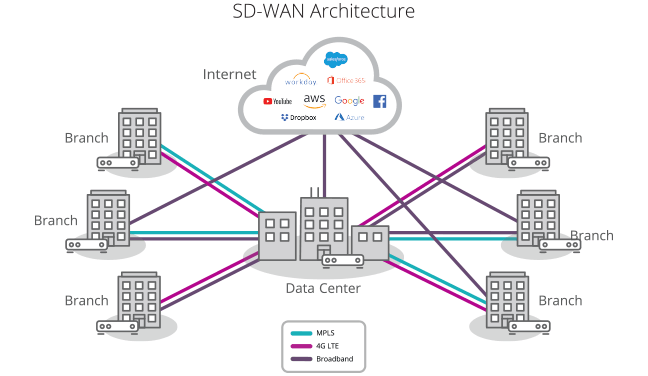 SD-WAN Architecture
Internet
salesforce
workday.
Office 365
YouTube
aws
Google
Dropbox
Azure
Branch
Branch
Branch
Branch
Branch
Branch
Data Center
MPLS
4G LTE
Broadband